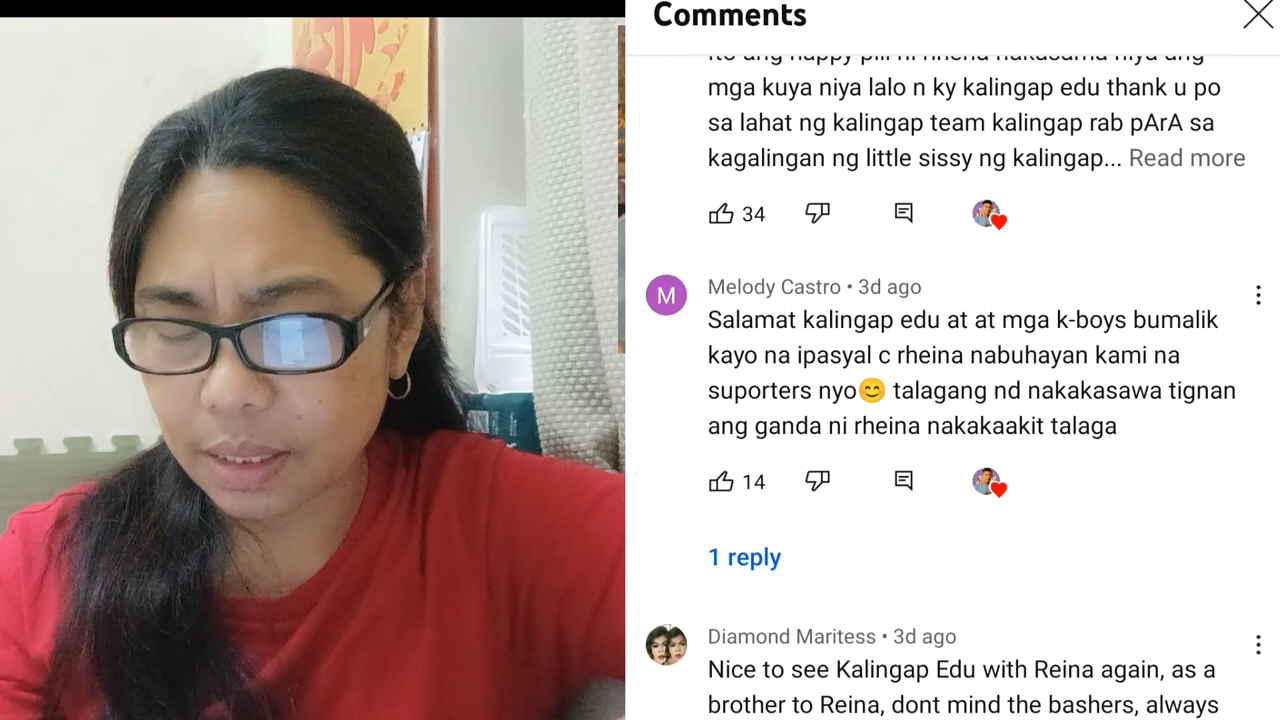 Comments
mga kuya niya lalo n ky kalingap edu thank u po
sa lahat ng kalingap team kalingap rab pArA sa
kagalingan ng little sissy ng kalingap... Read more
34
M
Melody Castro • 3d ago
Salamat kalingap edu at at mga k-boys bumalik
kayo na ipasyal c rheina nabuhayan kami na
suporters nyo😊 talagang nd nakakasawa tignan
ang ganda ni rheina nakakaakit talaga
14
1 reply
Diamond Maritess • 3d ago
Nice to see Kalingap Edu with Reina again, as a
brother to Reina, dont mind the bashers, always